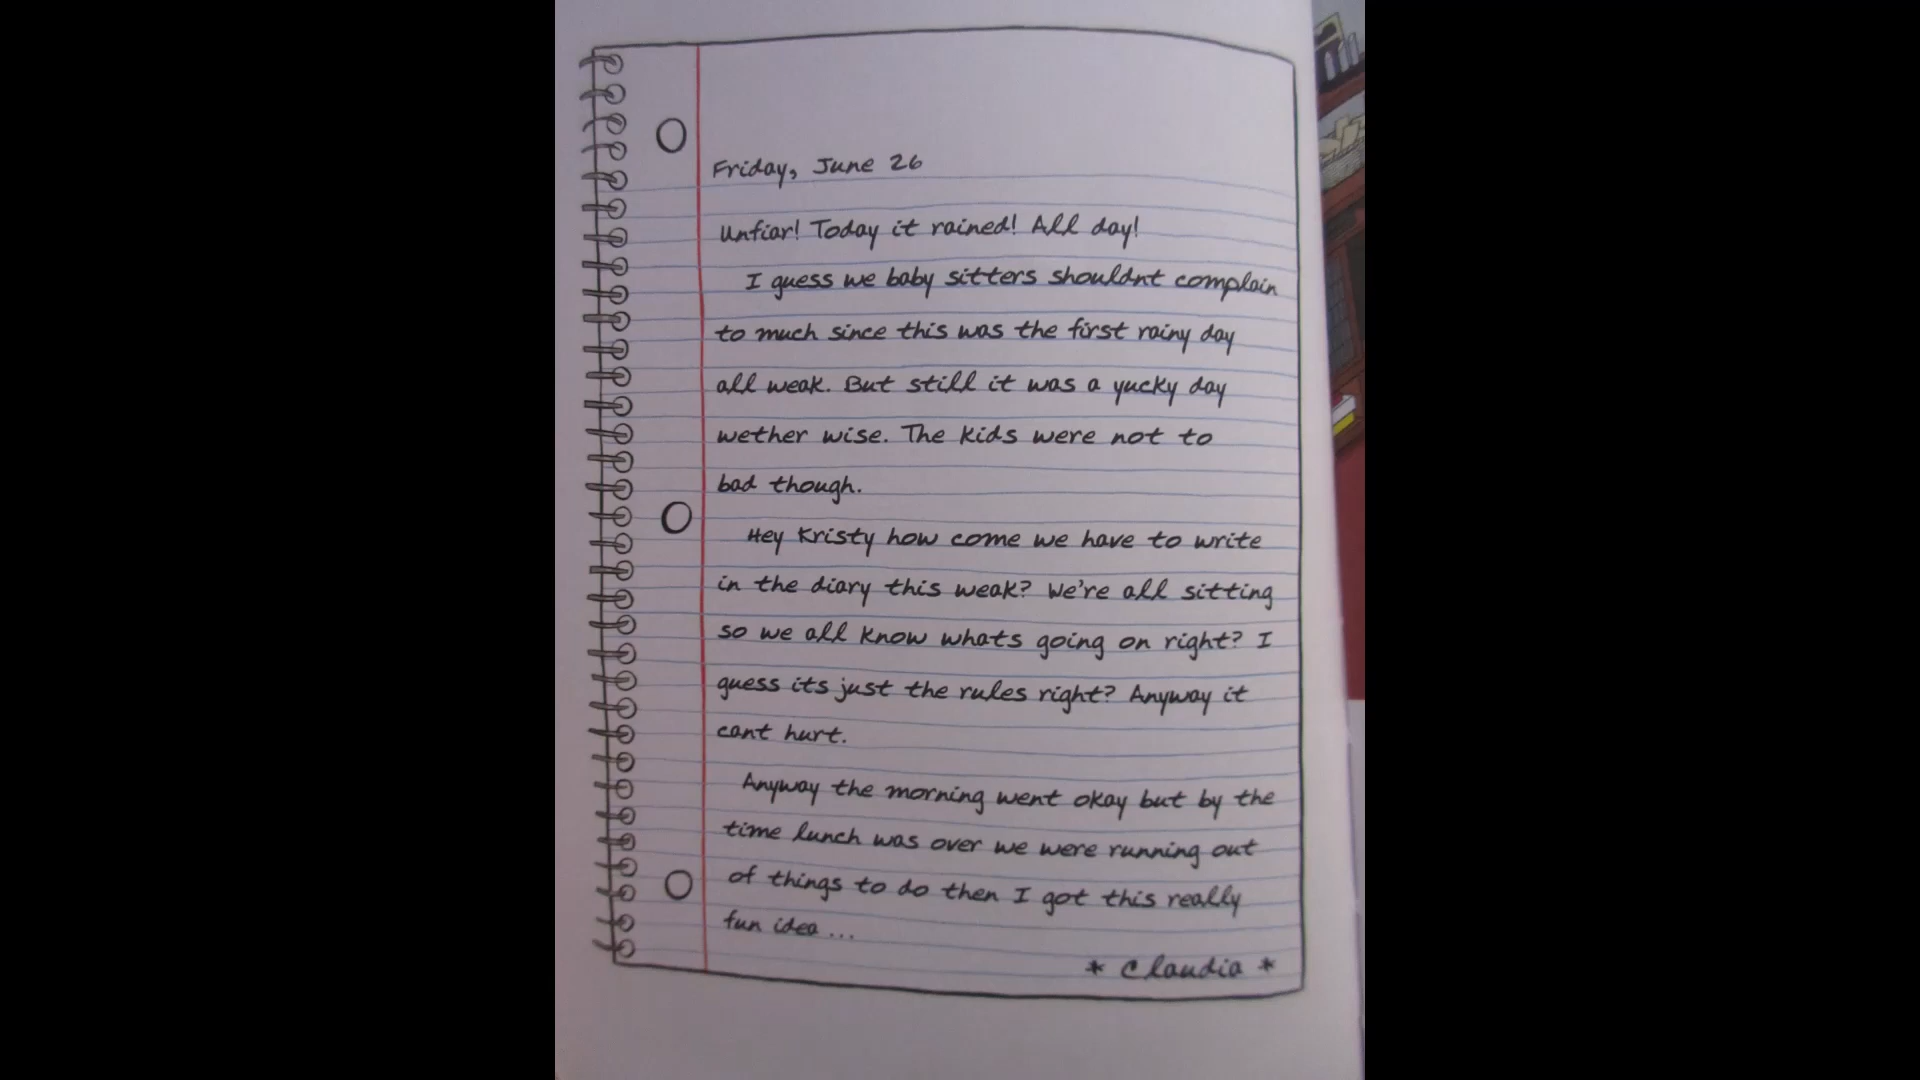 Friday, June 26
Unfiar! Today it rained! All day!
I guess we baby sitters shouldnt complain
to much since this was the first rainy day
all weak. But still it was a yucky day
wether wise. The kids were not to
bad though.
Hey Kristy how come we have to write
in the diary this weak? We're all sitting
so we all know whats going on right? I
guess its just the rules right? Anyway it
cant hurt.
Anyway the morning went okay but by the
time lunch was over we were running out
of things to do then I got this really
fun idea...
* Claudia *